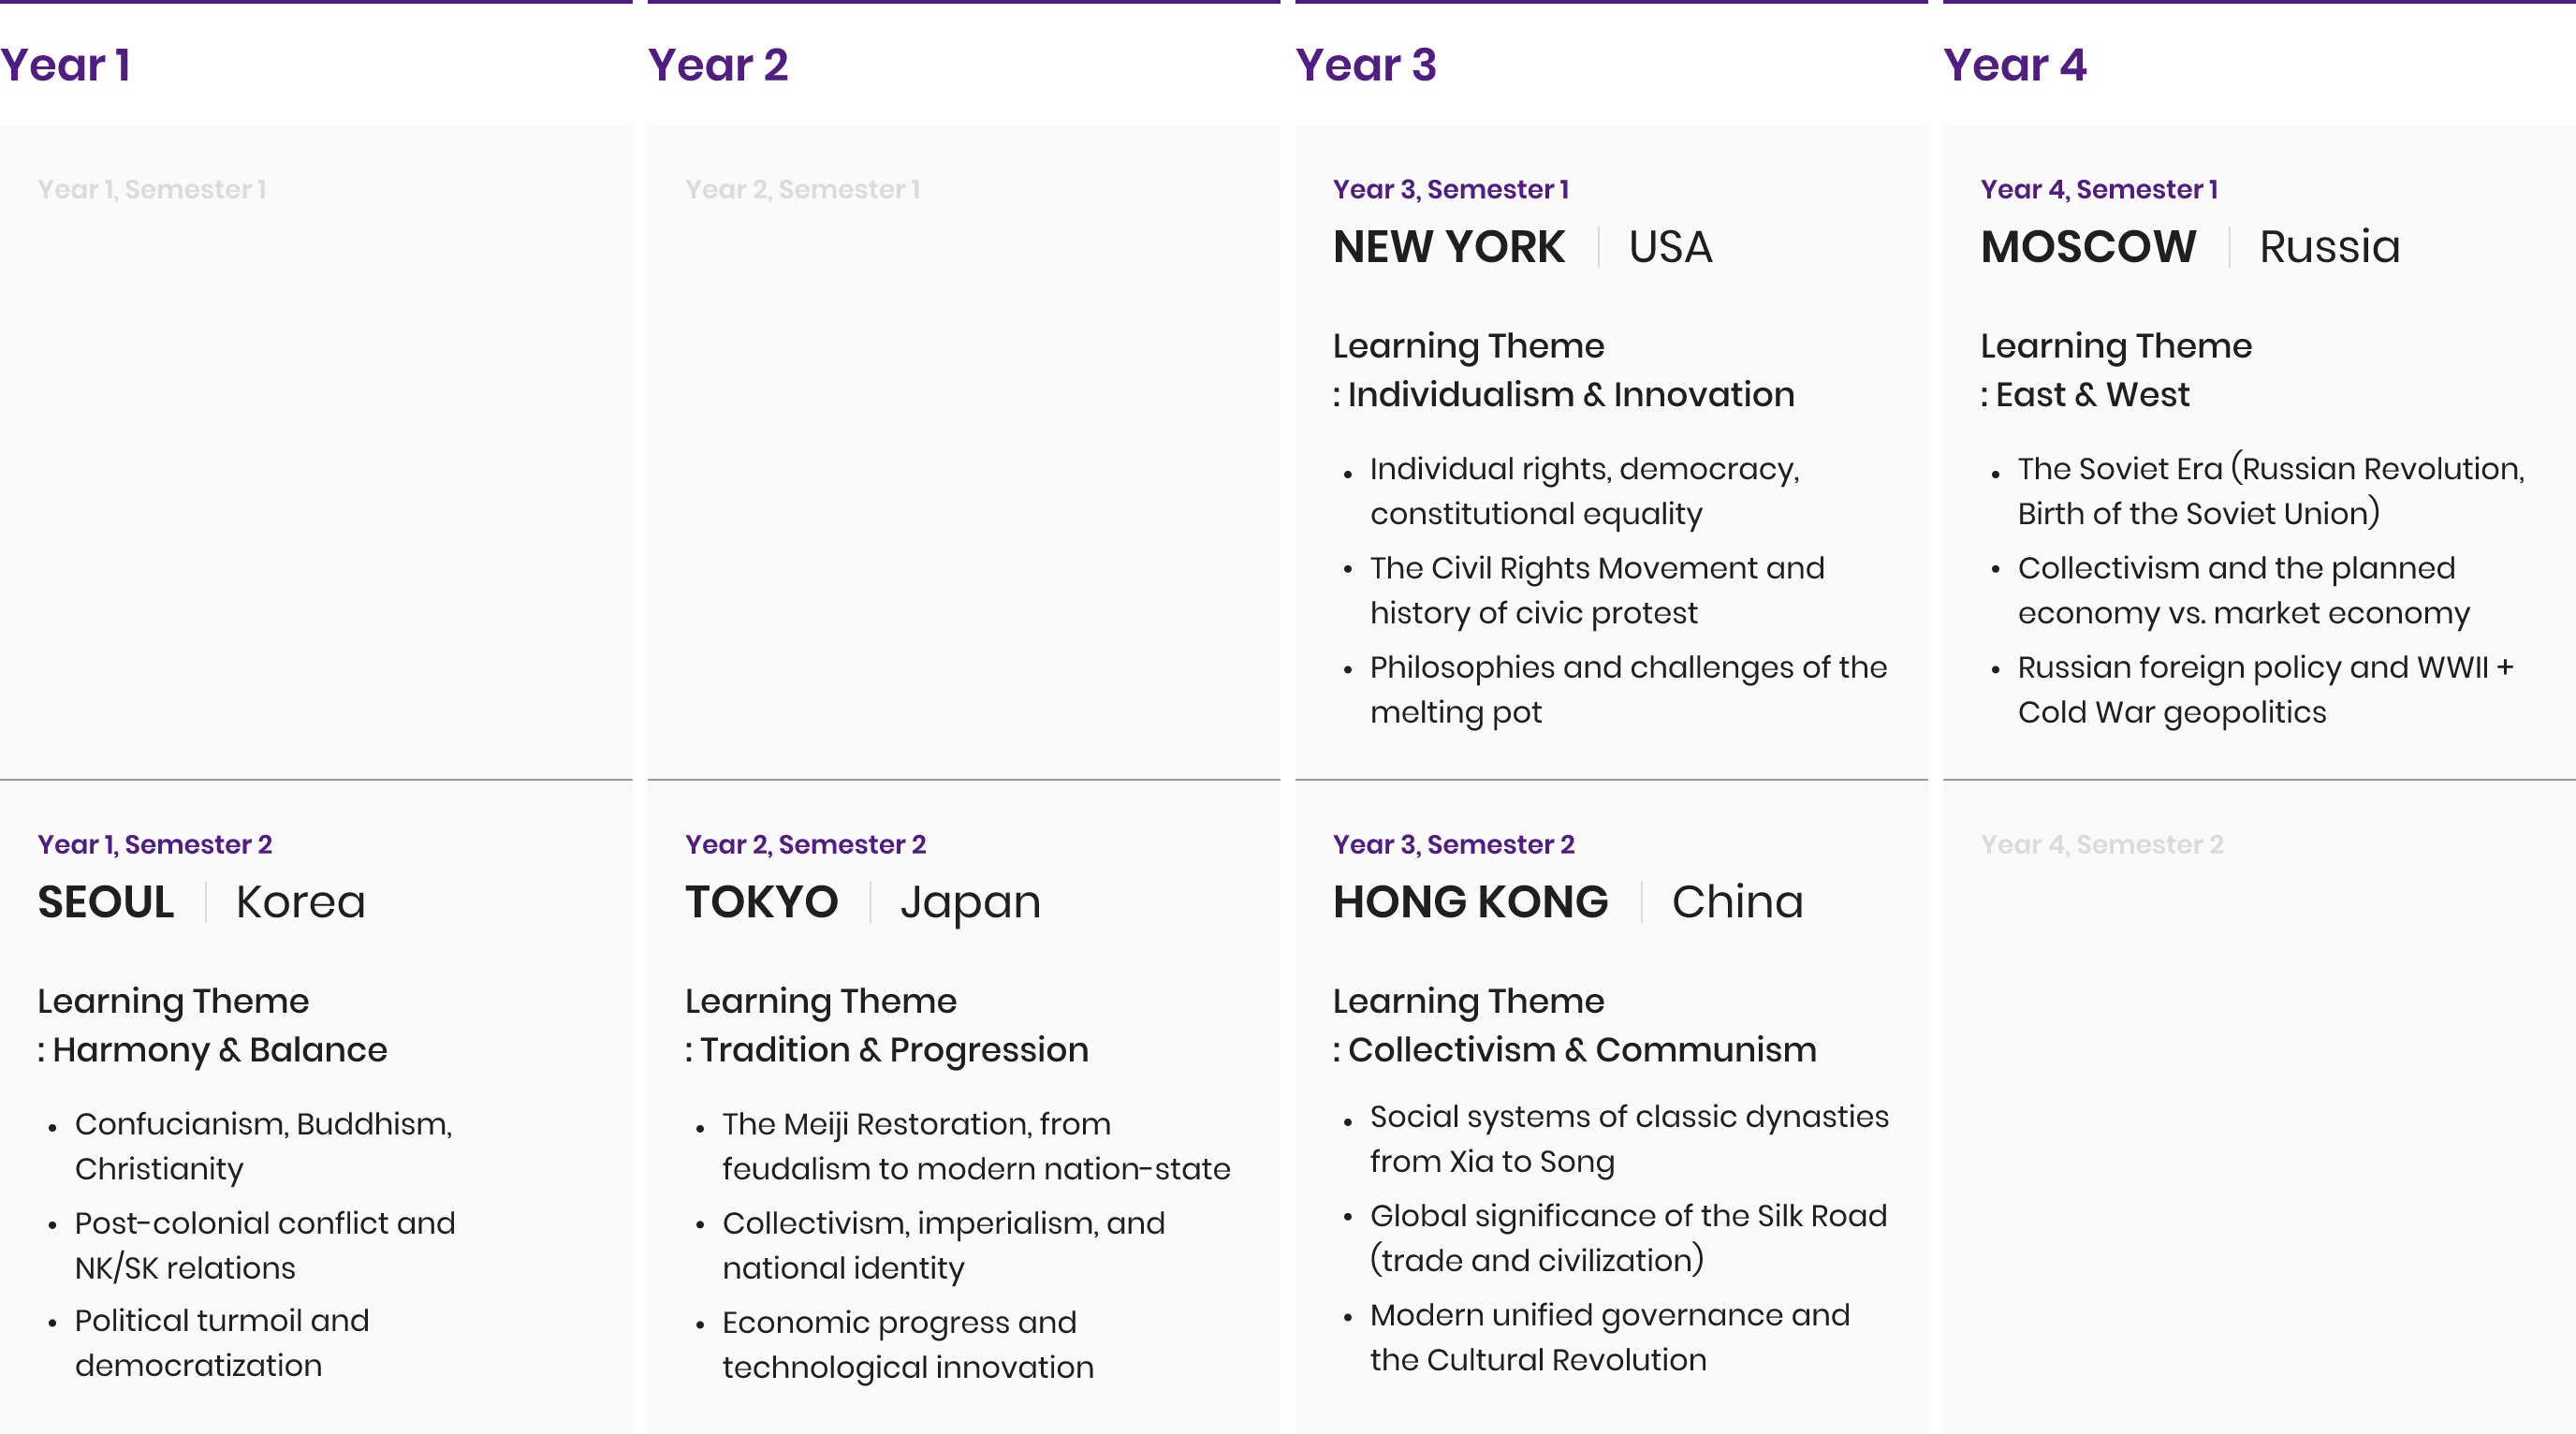 Year 1
Year 2
Year 3
Year 4
Year 1, Semester 1
Year 2, Semester 1
Year 3, Semester 1
NEW YORK | USA
Learning Theme
: Individualism & Innovation
• Individual rights, democracy,
constitutional equality
• The Civil Rights Movement and
history of civic protest
• Philosophies and challenges of the
melting pot
Year 4, Semester 1
MOSCOW | Russia
Learning Theme
: East & West
• The Soviet Era (Russian Revolution,
Birth of the Soviet Union)
• Collectivism and the planned
economy vs. market economy
• Russian foreign policy and WWII +
Cold War geopolitics
Year 1, Semester 2
SEOUL | Korea
Learning Theme
: Harmony & Balance
• Confucianism, Buddhism,
Christianity
• Post-colonial conflict and
NK/SK relations
• Political turmoil and
democratization
Year 2, Semester 2
TOKYO | Japan
Learning Theme
: Tradition & Progression
• The Meiji Restoration, from
feudalism to modern nation-state
• Collectivism, imperialism, and
national identity
• Economic progress and
technological innovation
Year 3, Semester 2
HONG KONG | China
Learning Theme
: Collectivism & Communism
• Social systems of classic dynasties
from Xia to Song
• Global significance of the Silk Road
(trade and civilization)
• Modern unified governance and
the Cultural Revolution
Year 4, Semester 2